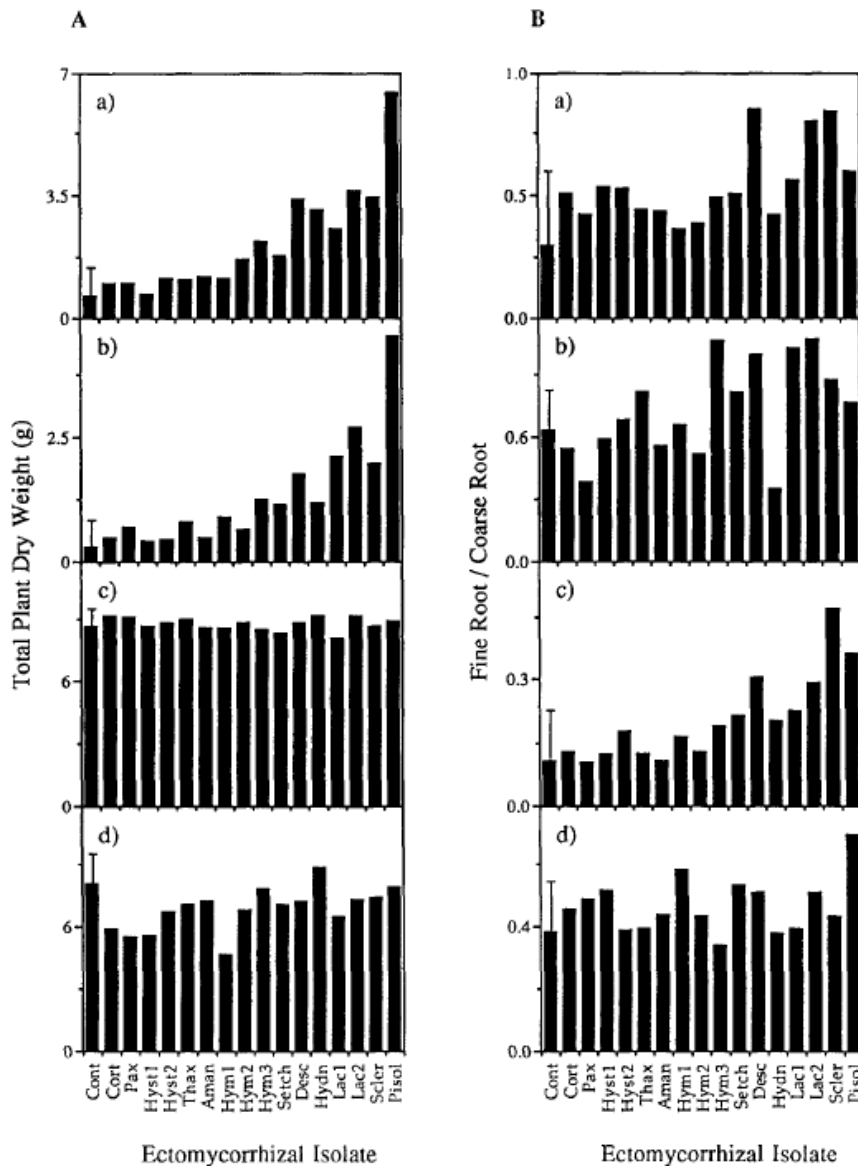 A
B
Total Plant Dry Weight (g)
a)
7
3.5
0
b)
2.5
0
c)
6
0
d)
6
0
Cont
Cort
Pax
Hyst1
Hyst2
Thax
Aman
Hym1
Hym2
Hym3
Setch
Desc
Hydn
Lac1
Lac2
Scler
Pisol
Ectomycorrhizal Isolate
Fine Root / Coarse Root
a)
1.0
0.5
0.0
b)
0.6
0.0
c)
0.3
0.0
d)
0.4
0.0
Cont
Cort
Pax
Hyst1
Hyst2
Thax
Aman
Hym1
Hym2
Hym3
Setch
Desc
Hydn
Lac1
Lac2
Scler
Pisol
Ectomycorrhizal Isolate